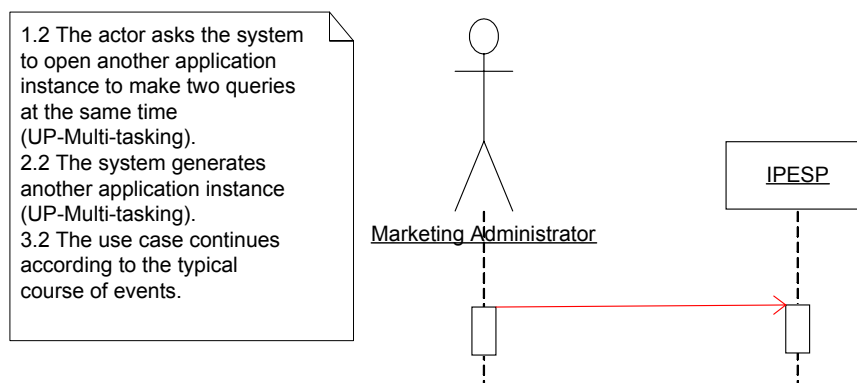 1.2 The actor asks the system
to open another application
instance to make two queries
at the same time
(UP-Multi-tasking).
2.2 The system generates
another application instance
(UP-Multi-tasking).
3.2 The use case continues
according to the typical
course of events.
Marketing Administrator
IPESP